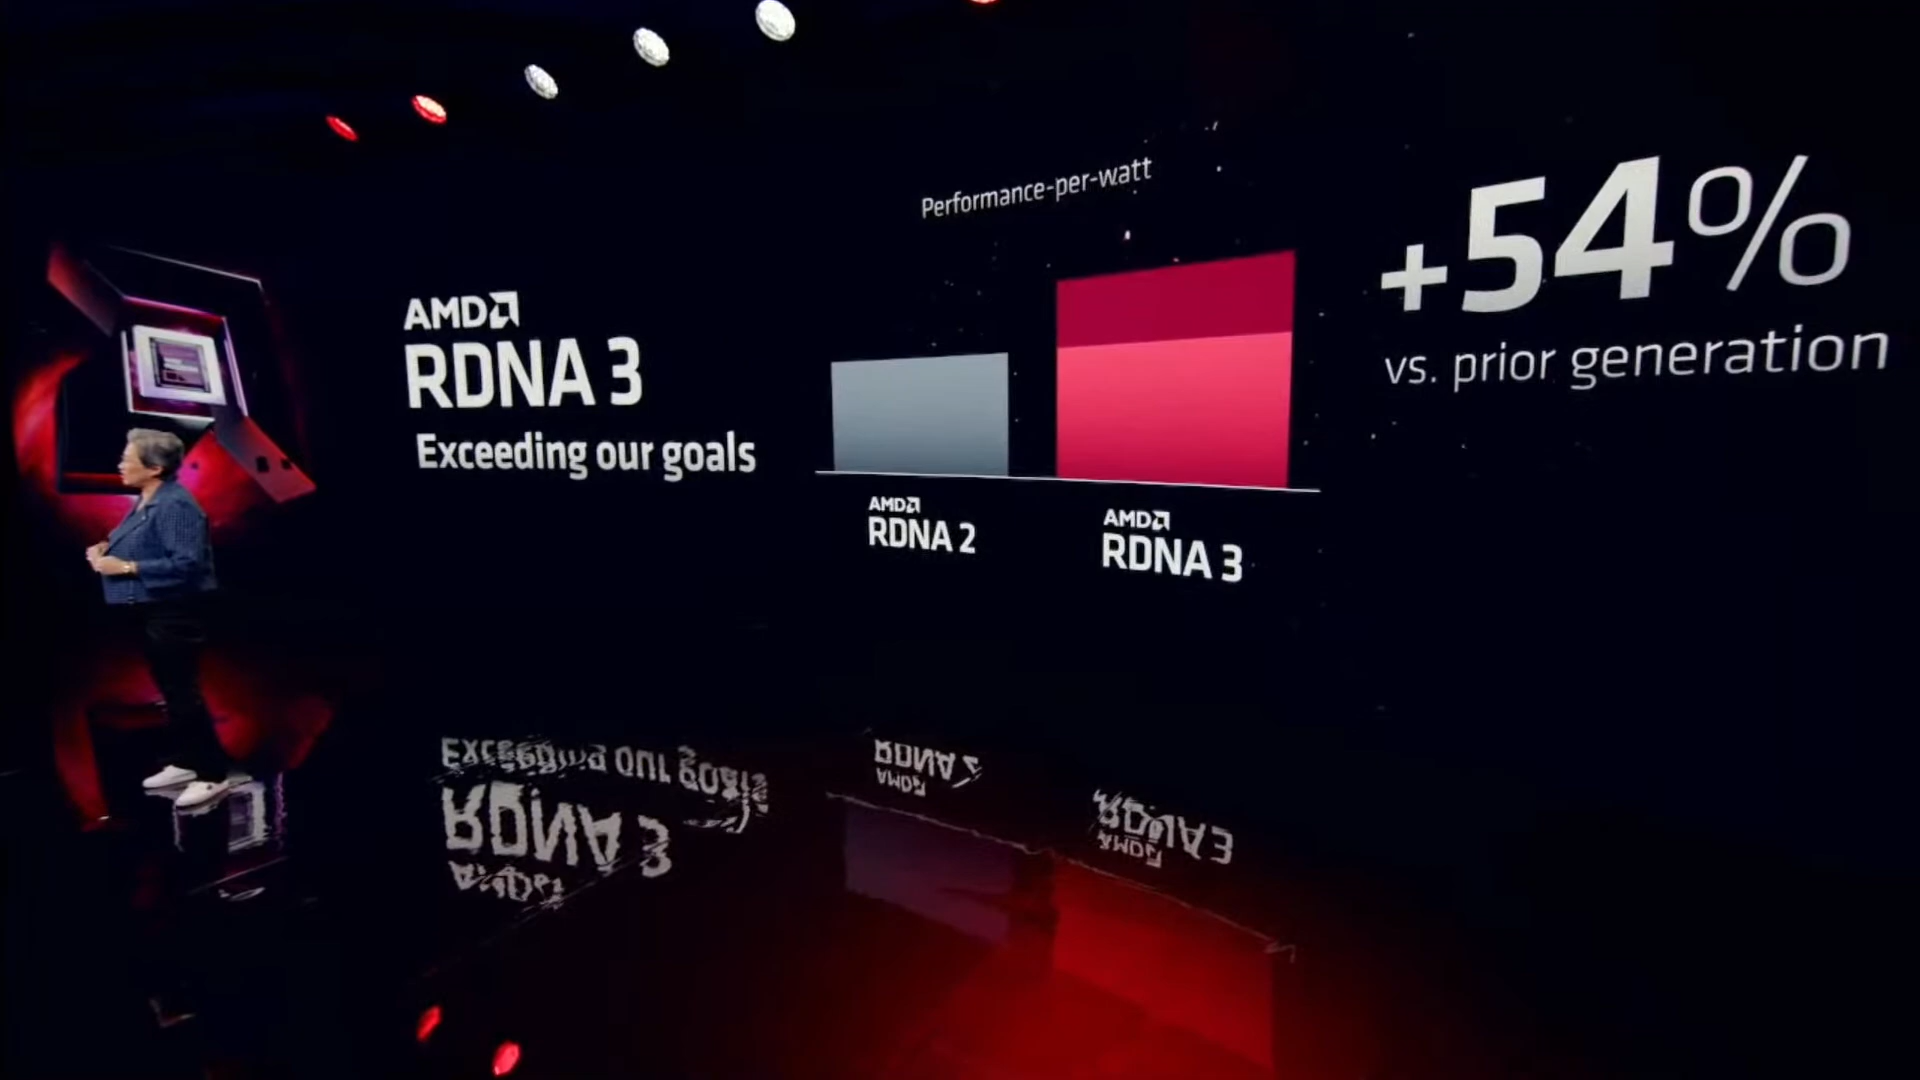 AMD
RDNA 3
Exceeding our goals
Performance-per-watt
AMD
RDNA 2
AMD
RDNA 3
+54%
vs. prior generation